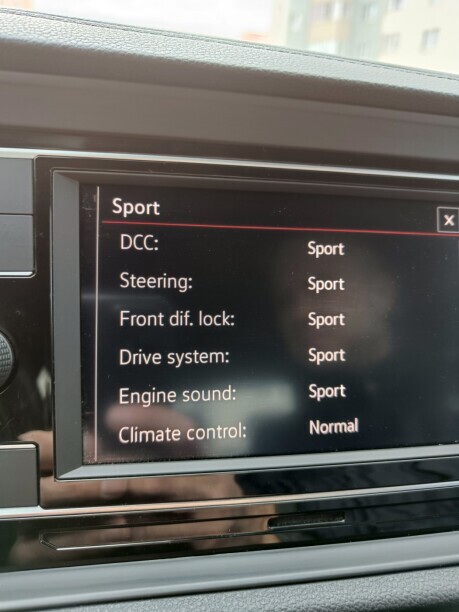 Sport
X
DCC: Sport
Steering: Sport
Front dif. lock: Sport
Drive system: Sport
Engine sound: Sport
Climate control: Normal